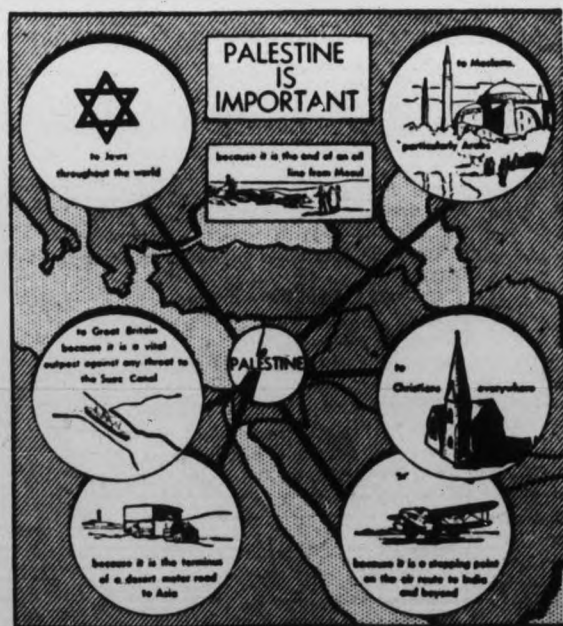 PALESTINE
IS
IMPORTANT
to Jews
throughout the world
to Moslems,
particularly Arabs
because it is the end of an oil
line from Mosul
to Great Britain
because it is a vital
outpost against any threat to
the Suez Canal
PALESTINE
to
Christians everywhere
because it is the terminus
of a desert motor road
to Asia
because it is a stopping point
on the air route to India
and beyond